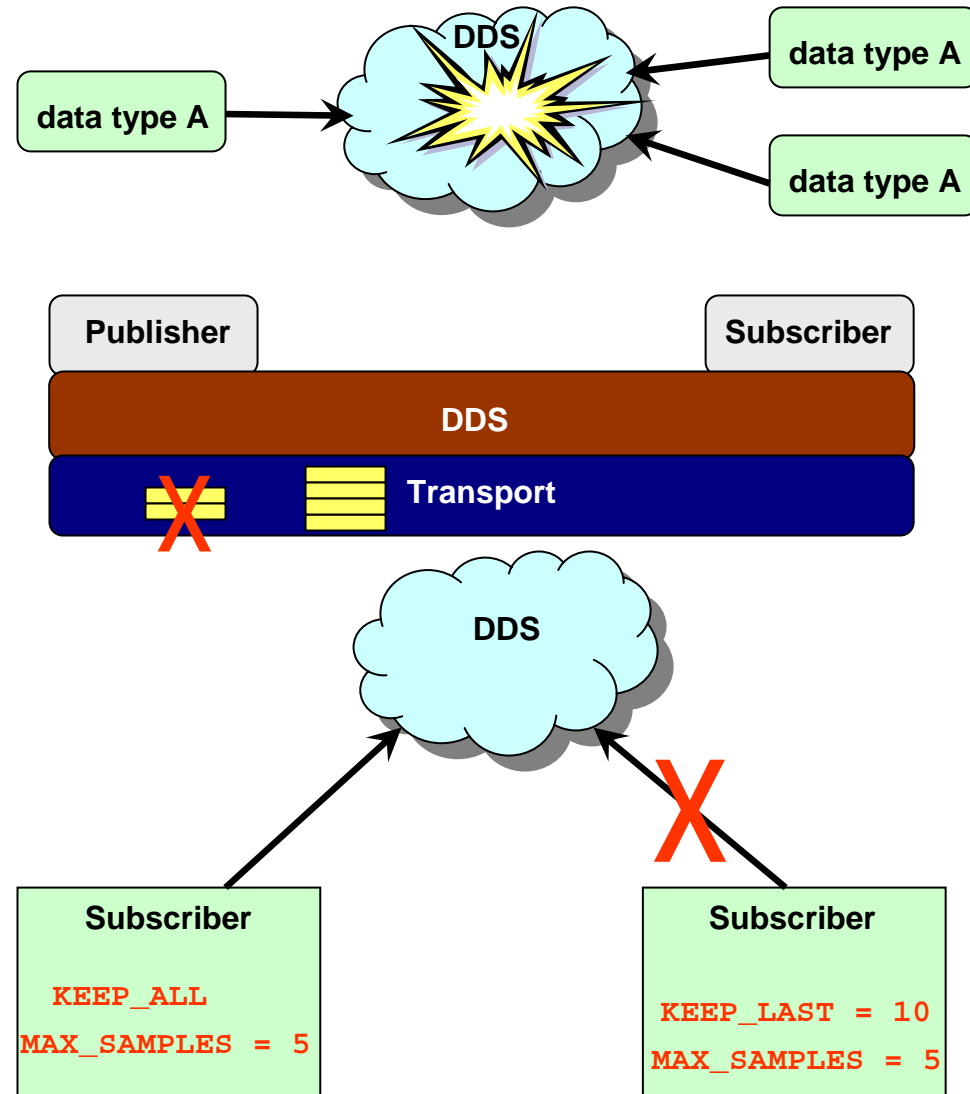 DDS
data type A
data type A
data type A
Publisher
Subscriber
DDS
Transport
X
DDS
X
Subscriber
KEEP_ALL
MAX_SAMPLES = 5
Subscriber
KEEP_LAST = 10
MAX_SAMPLES = 5